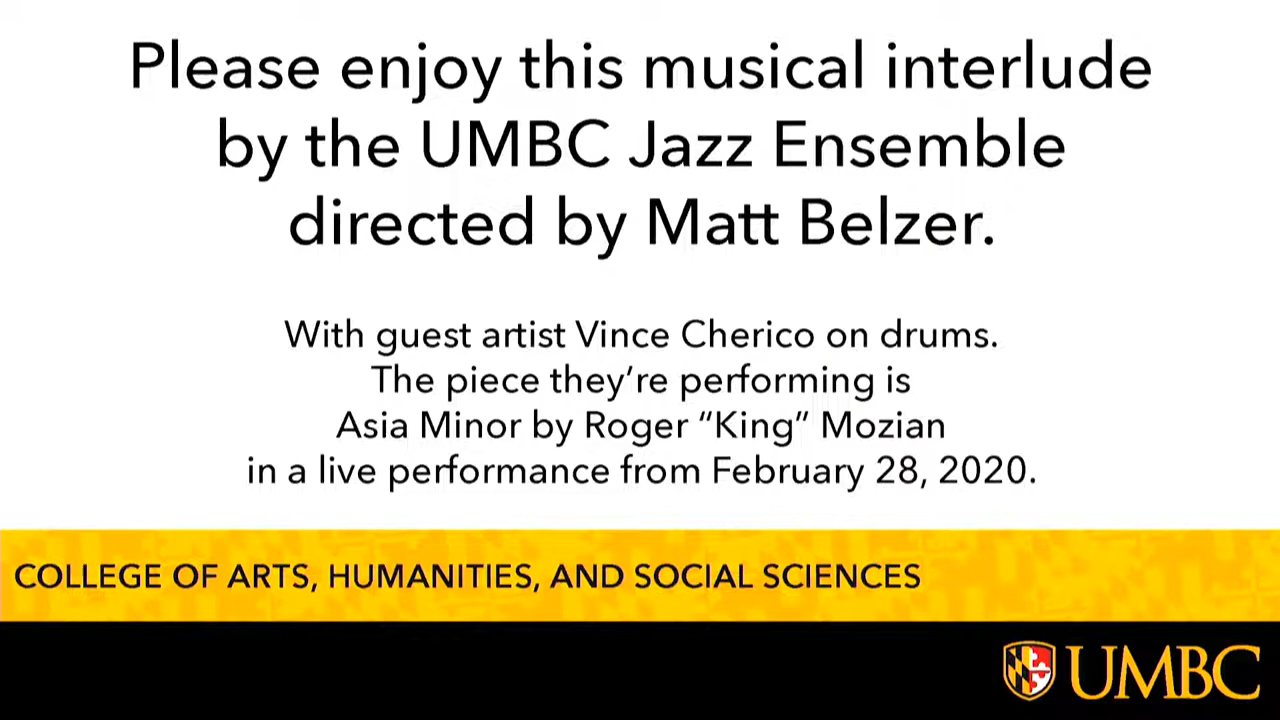 Please enjoy this musical interlude
by the UMBC Jazz Ensemble
directed by Matt Belzer.
With guest artist Vince Cherico on drums.
The piece they’re performing is
Asia Minor by Roger “King” Mozian
in a live performance from February 28, 2020.
COLLEGE OF ARTS, HUMANITIES, AND SOCIAL SCIENCES
UMBC